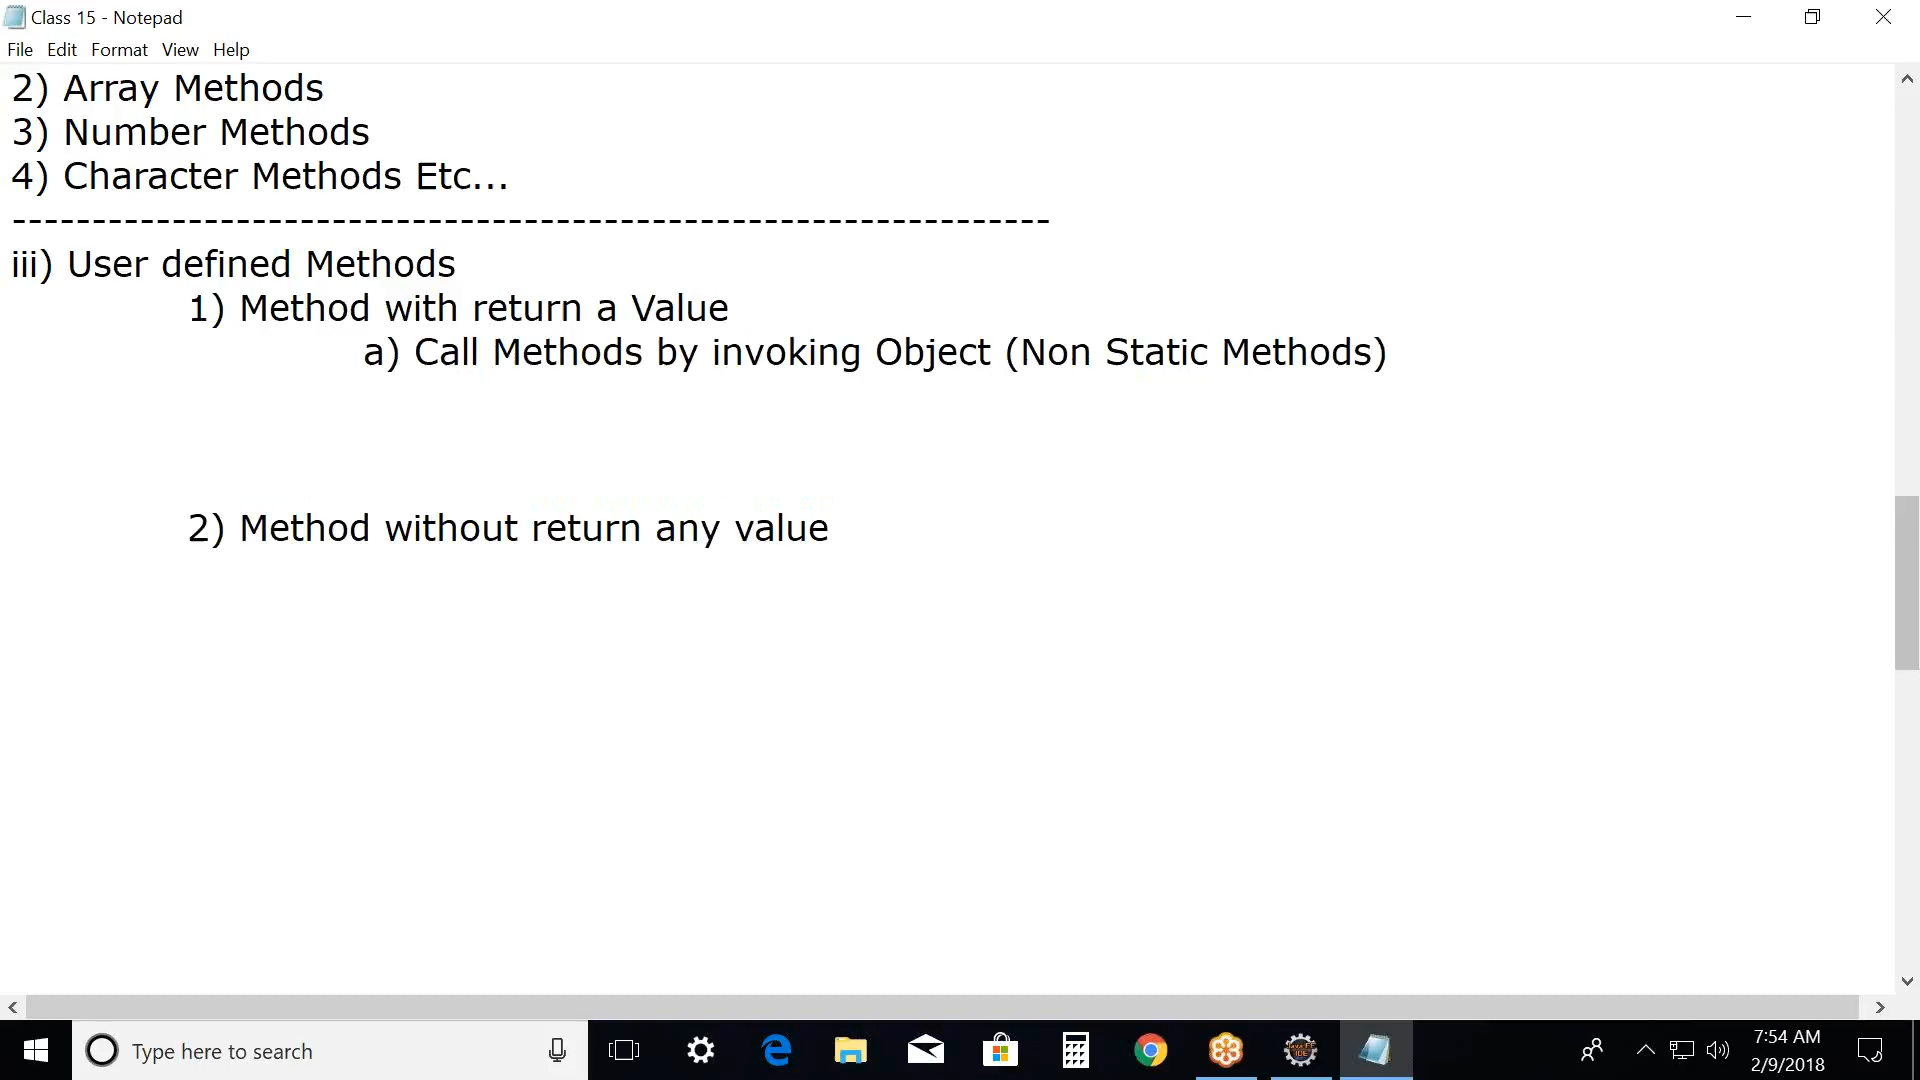 Class 15 - Notepad
File Edit Format View Help
2) Array Methods
3) Number Methods
4) Character Methods Etc...
-----------------------------------------------------------------
iii) User defined Methods
1) Method with return a Value
a) Call Methods by invoking Object (Non Static Methods)
2) Method without return any value
Type here to search
7:54 AM
2/9/2018